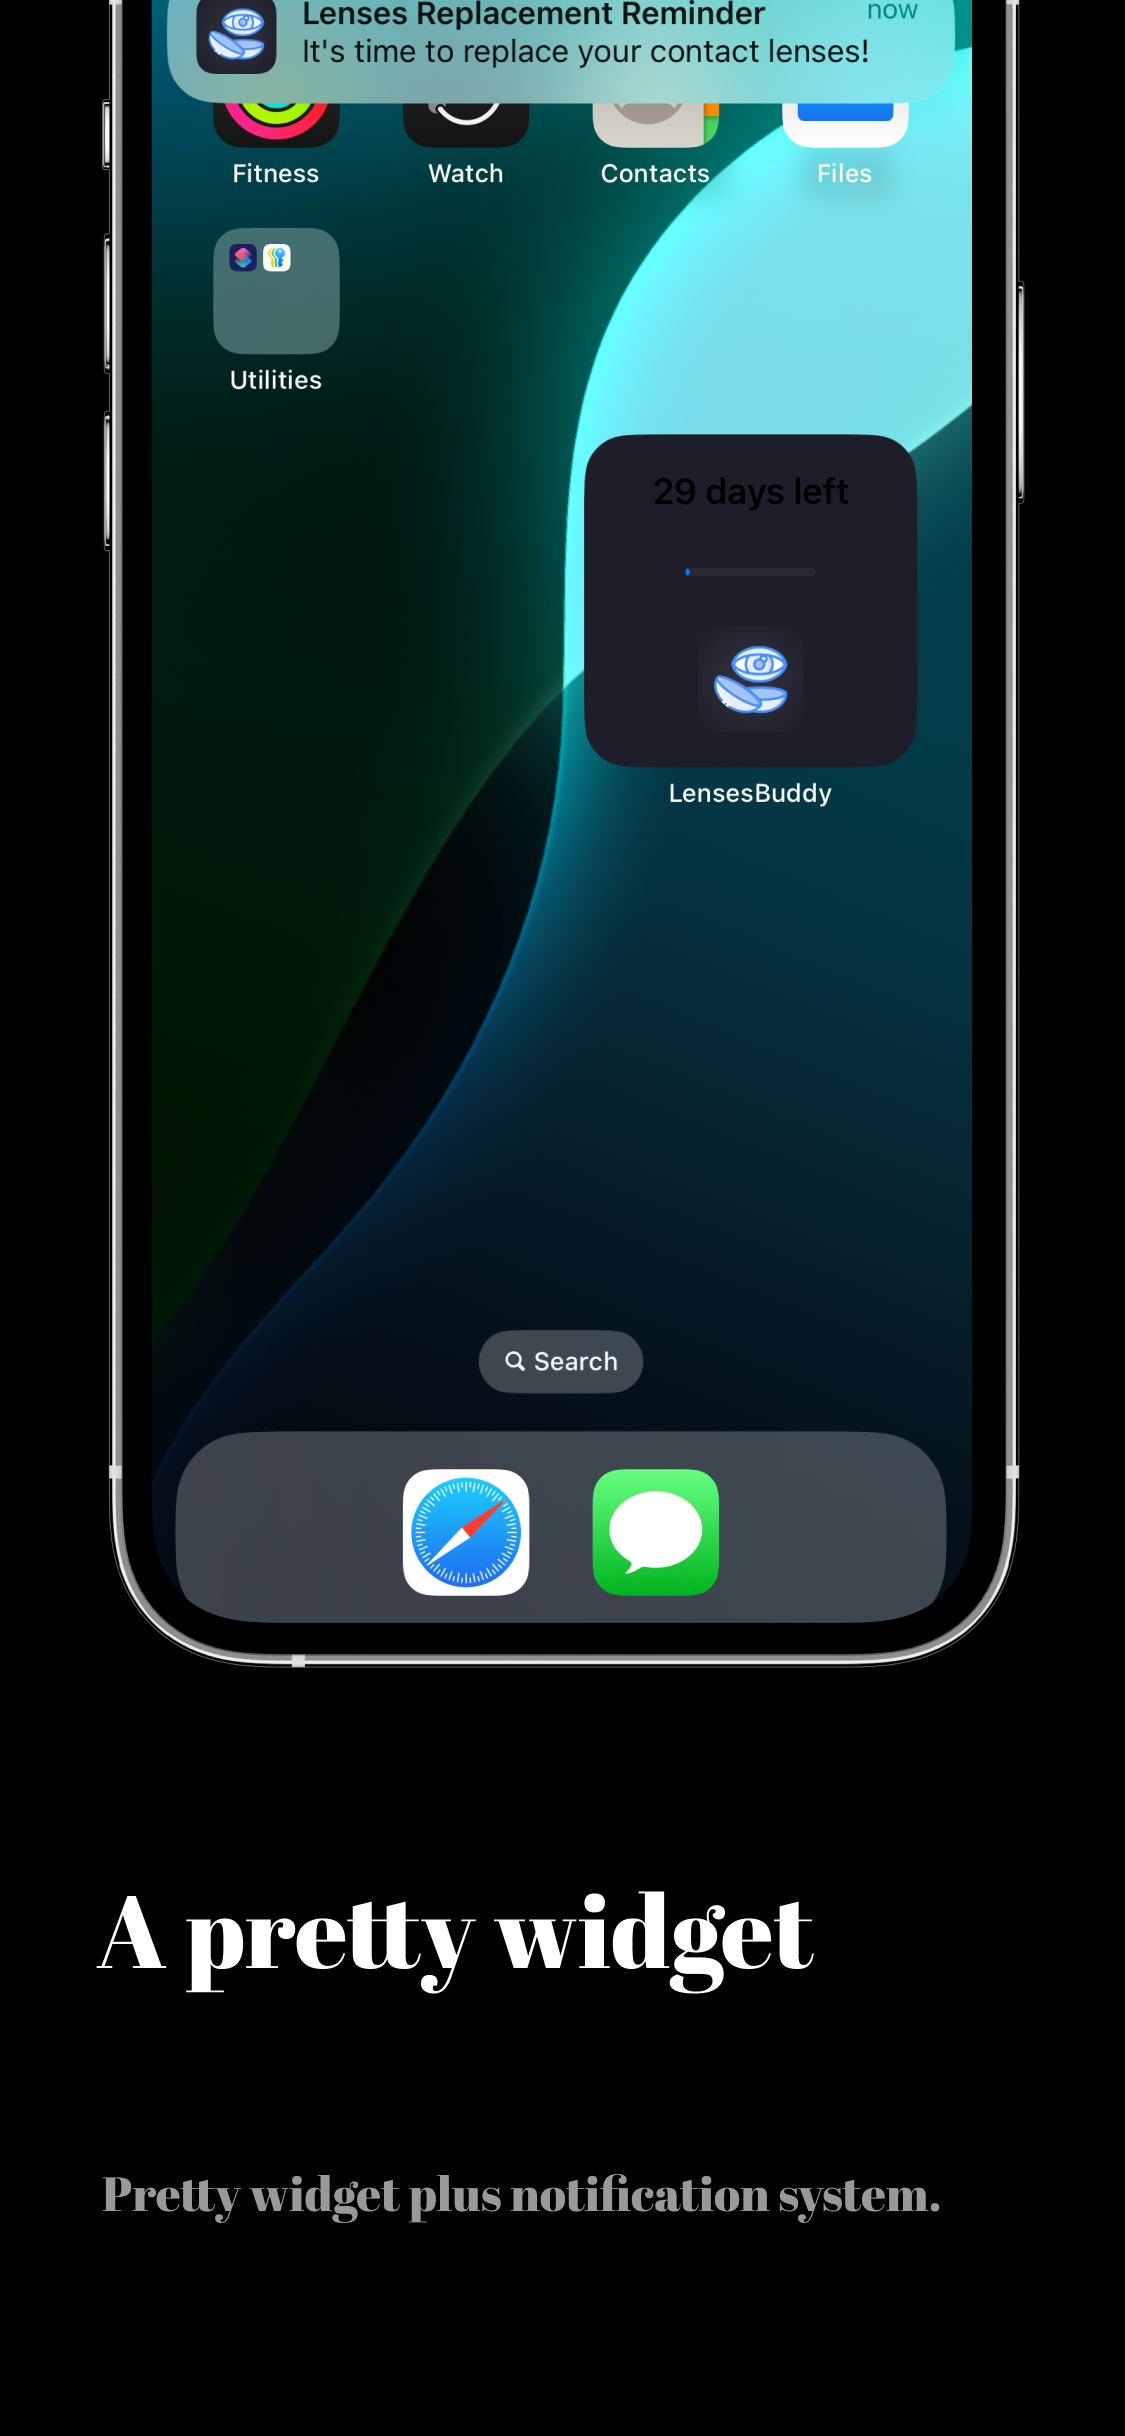 Lenses Replacement Reminder
now
It's time to replace your contact lenses!
Fitness
Watch
Contacts
Files
Utilities
29 days left
LensesBuddy
Search
A pretty widget
Pretty widget plus notification system.